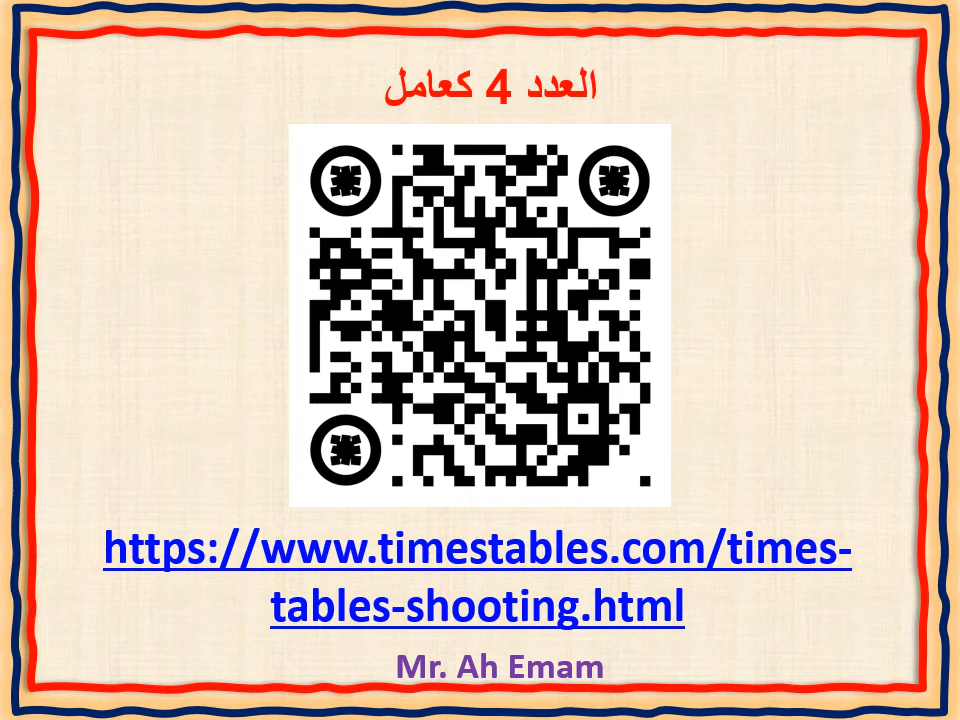 العدد 4 كعامل
https://www.timestables.com/times-
tables-shooting.html
Mr. Ah Emam